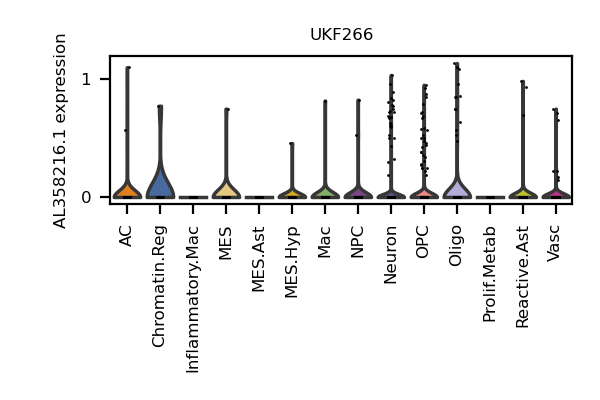 UKF266
AL358216.1 expression
1
0
AC
Chromatin.Reg
Inflammatory.Mac
MES
MES.Ast
MES.Hyp
Mac
NPC
Neuron
OPC
Oligo
Prolif.Metab
Reactive.Ast
Vasc